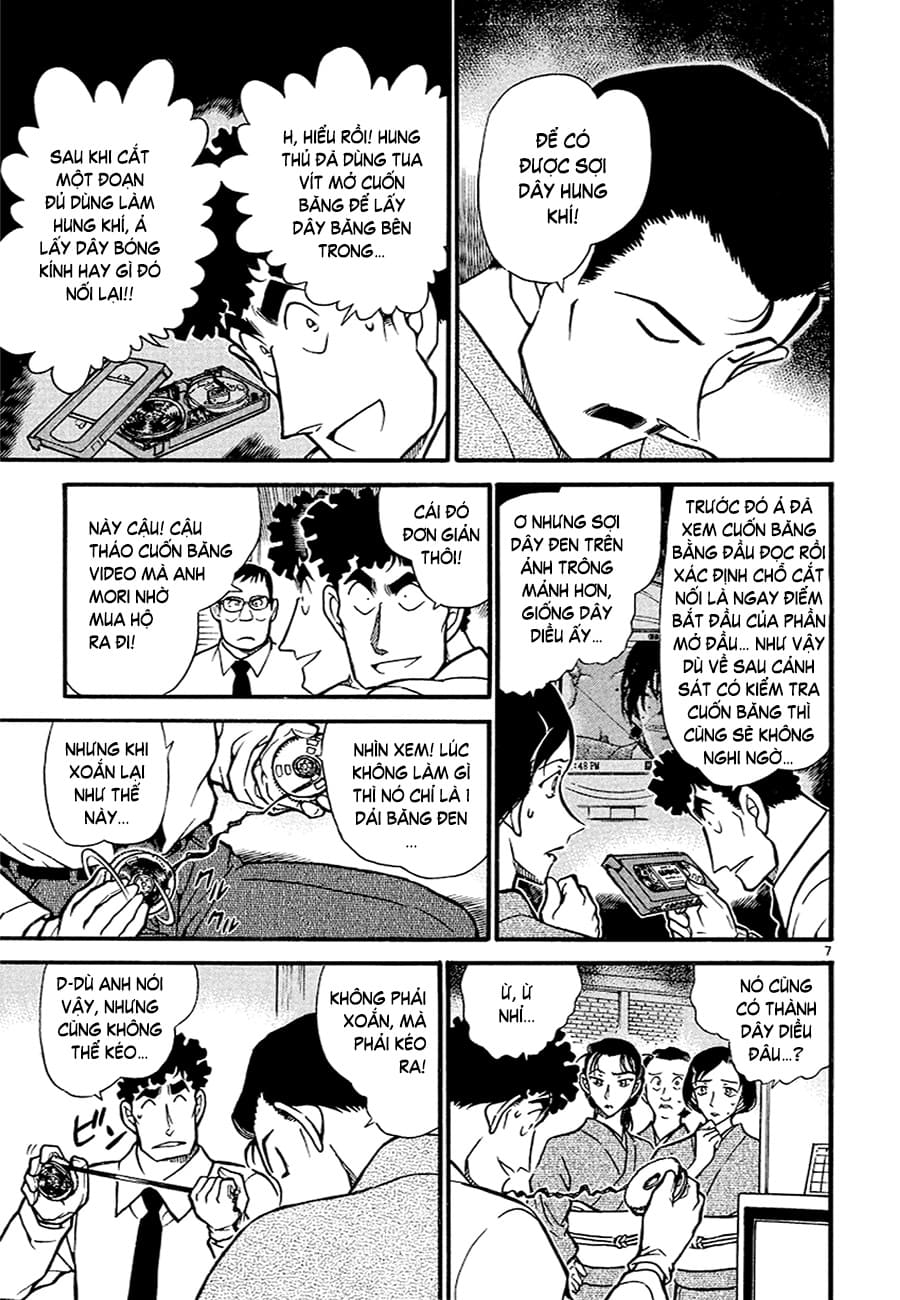 ĐỂ CÓ
ĐƯỢC SỢI
DÂY HUNG
KHÍ!
H, HIỂU RỒI! HUNG
THỦ ĐÃ DÙNG TUA
VÍT MỞ CUỐN
BĂNG ĐỂ LẤY
DÂY BĂNG BÊN
TRONG...
SAU KHI CẮT
MỘT ĐOẠN
ĐỦ DÙNG LÀM
HUNG KHÍ, Ả
LẤY DÂY BÓNG
KÍNH HAY GÌ ĐÓ
NỐI LẠI!!
TRƯỚC ĐÓ Ả ĐÃ
XEM CUỐN BĂNG
BẰNG ĐẦU ĐỌC RỒI
XÁC ĐỊNH CHỖ CẮT
NỐI LÀ NGAY ĐIỂM
BẮT ĐẦU CỦA PHẦN
MỞ ĐẦU... NHƯ VẬY
DÙ VỀ SAU CẢNH
SÁT CÓ KIỂM TRA
CUỐN BĂNG THÌ
CŨNG SẼ KHÔNG
NGHI NGỜ...
Ơ NHƯNG SỢI
DÂY ĐEN TRÊN
ẢNH TRÔNG
MẢNH HƠN,
GIỐNG DÂY
DIỀU ẤY...
:48 PM
CÁI ĐÓ
ĐƠN GIẢN
THÔI!
NÀY CẬU! CẬU
THÁO CUỐN BĂNG
VIDEO MÀ ANH
MORI NHỜ
MUA HỘ
RA ĐI!
NHÌN XEM! LÚC
KHÔNG LÀM GÌ
THÌ NÓ CHỈ LÀ 1
DẢI BĂNG ĐEN
...
NHƯNG KHI
XOẮN LẠI
NHƯ THẾ
NÀY...
グル
グル
7
NÓ CŨNG
CÓ THÀNH
DÂY DIỀU
ĐÂU...?
Ừ, Ừ
NHỈ...
KHÔNG PHẢI
XOẮN, MÀ
PHẢI KÉO
RA!
D-DÙ ANH NÓI
VẬY, NHƯNG
CŨNG KHÔNG
THỂ KÉO...
ビン